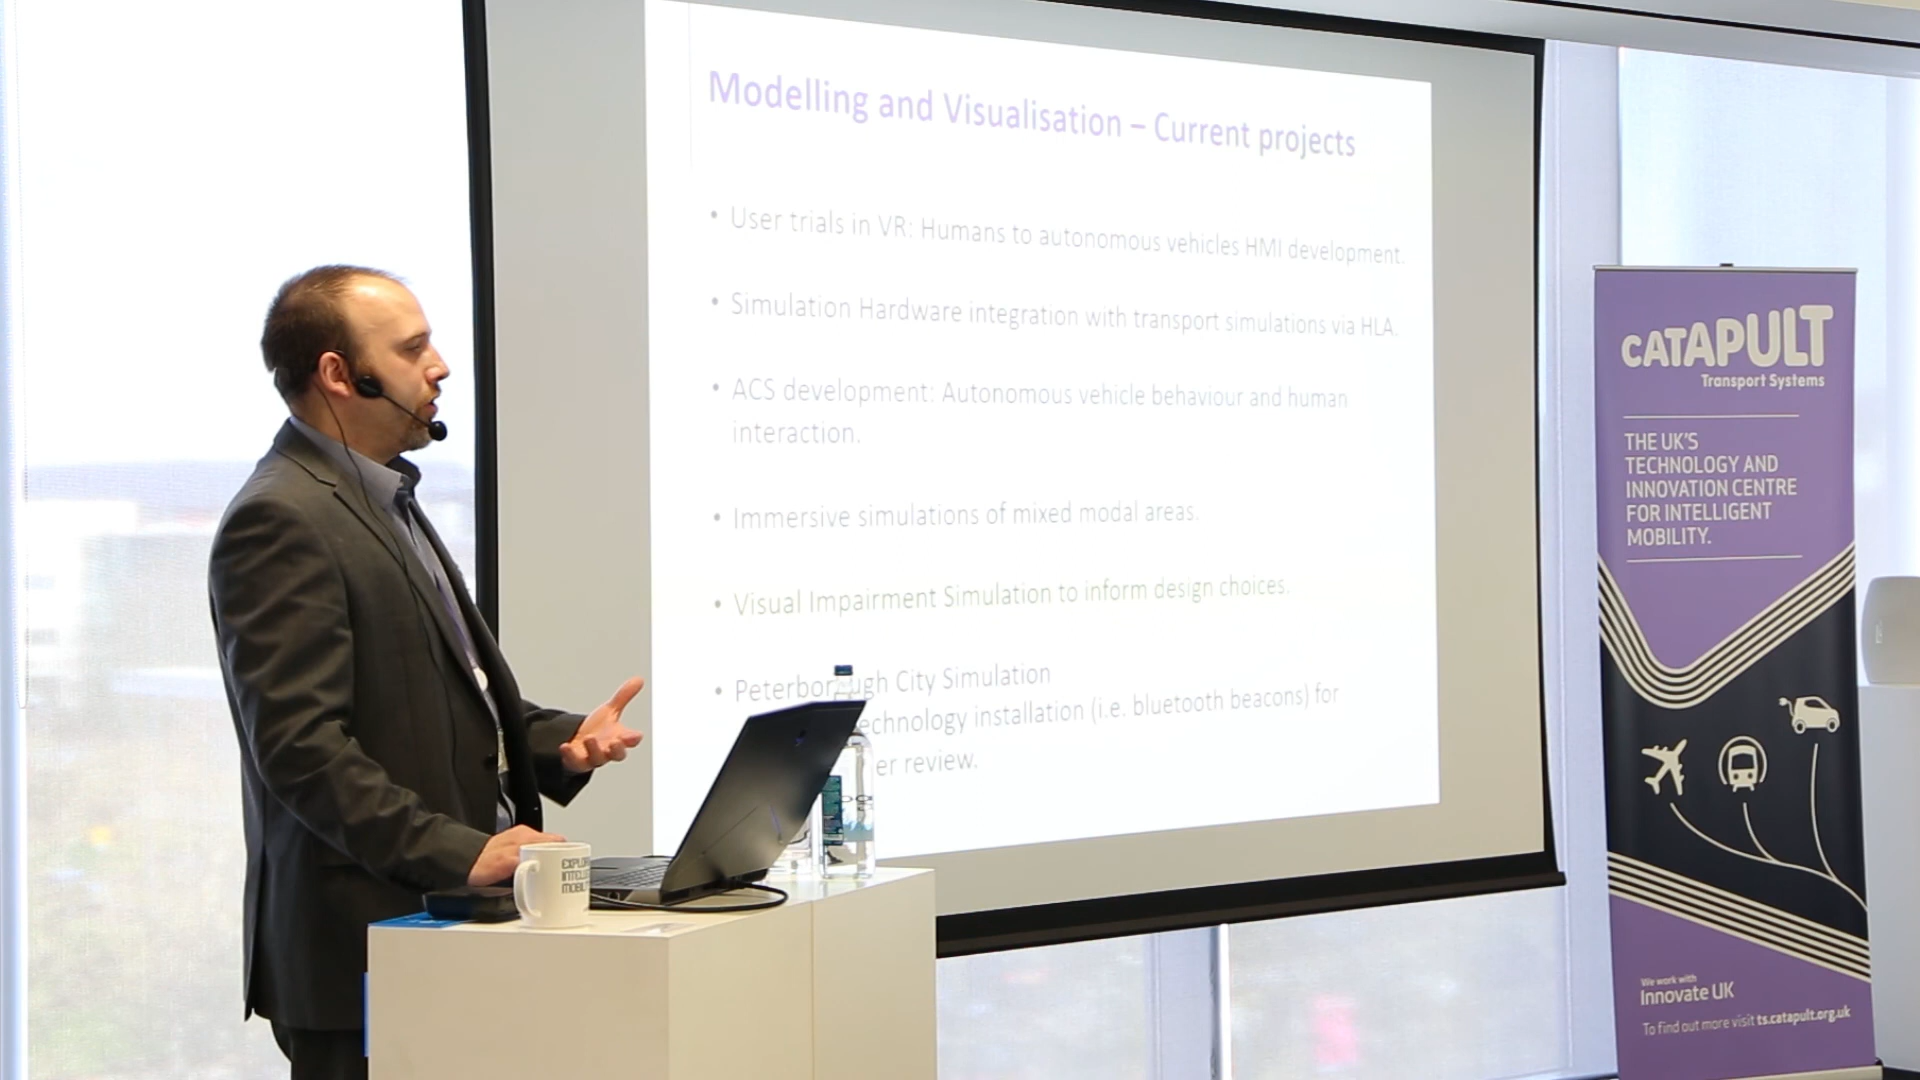 Modelling and Visualisation – Current projects
• User trials in VR: Humans to autonomous vehicles HMI development.
• Simulation Hardware integration with transport simulations via HLA.
• ACS development: Autonomous vehicle behaviour and human
interaction.
• Immersive simulations of mixed modal areas.
• Visual Impairment Simulation to inform design choices.
• Peterborough City Simulation
technology installation (i.e. bluetooth beacons) for
review.
CATAPULT
Transport Systems
THE UK'S
TECHNOLOGY AND
INNOVATION CENTRE
FOR INTELLIGENT
MOBILITY.
We work with
Innovate UK
To find out more visit ts.catapult.org.uk